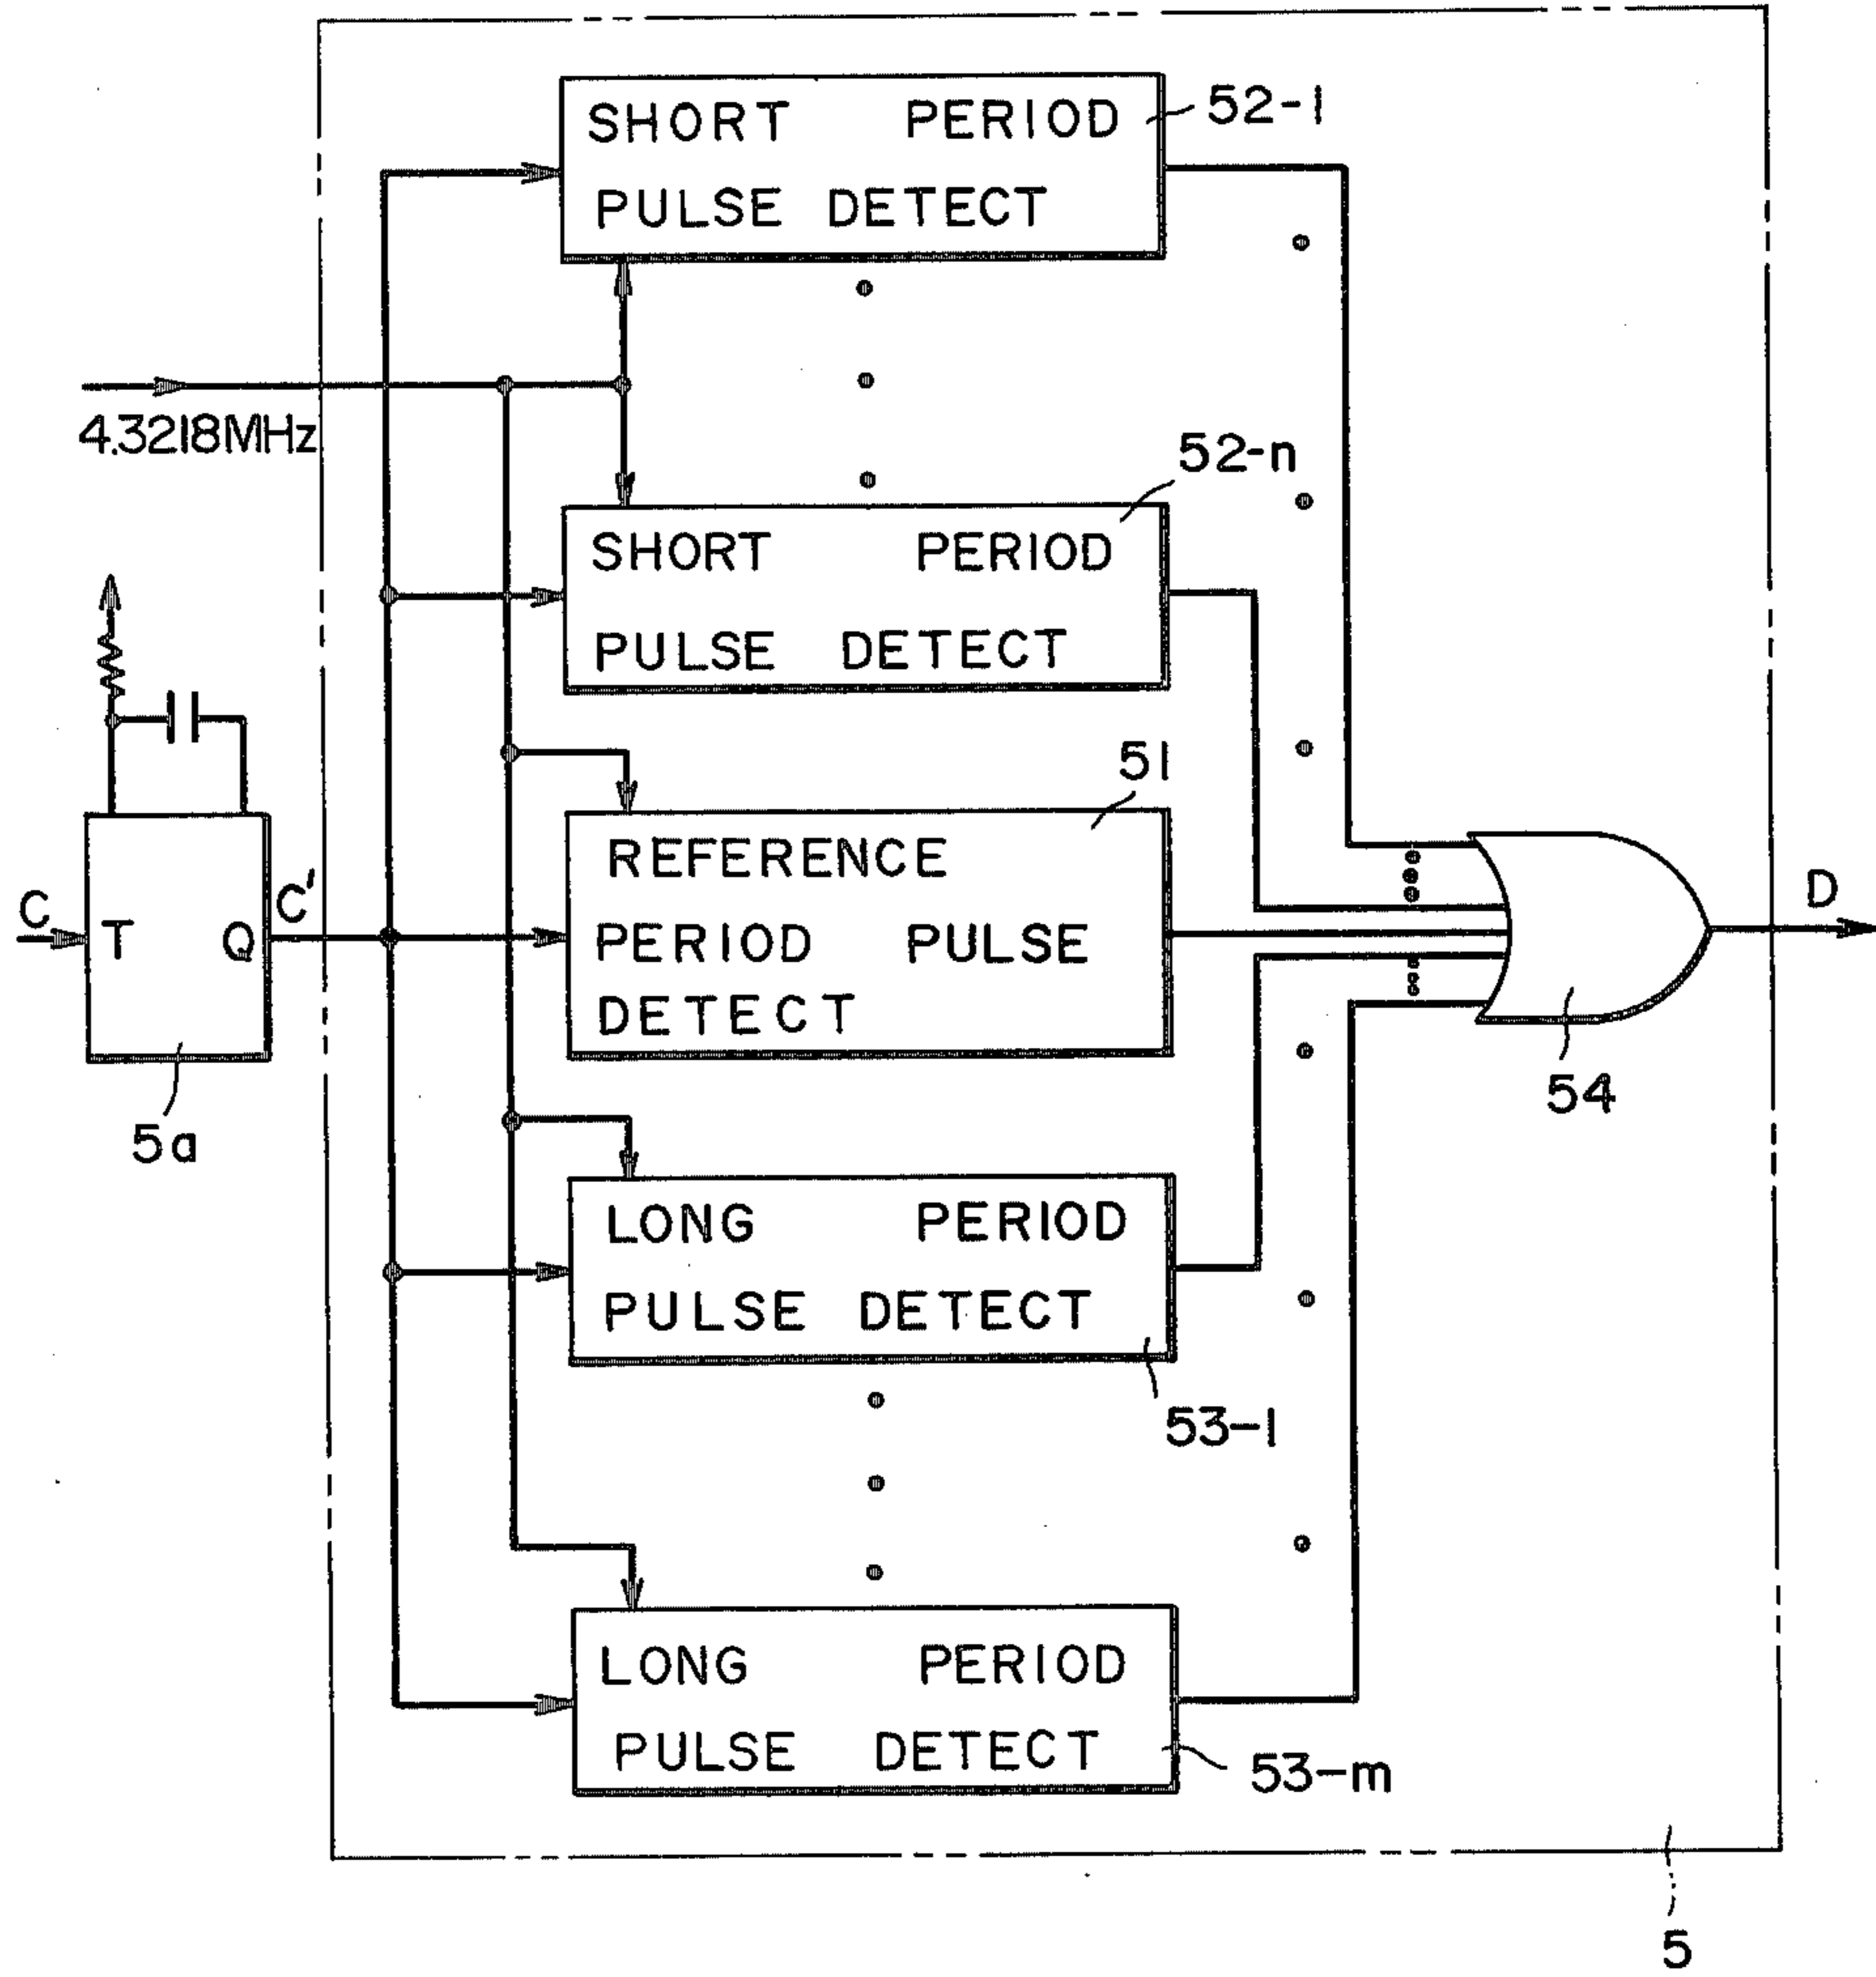 SHORT PERIOD
PULSE DETECT
52-1
4.3218MHz
52-n
SHORT PERIOD
PULSE DETECT
51
REFERENCE
PERIOD PULSE
DETECT
C
T Q
C'
5a
D
54
LONG PERIOD
PULSE DETECT
53-1
LONG PERIOD
PULSE DETECT
53-m
5